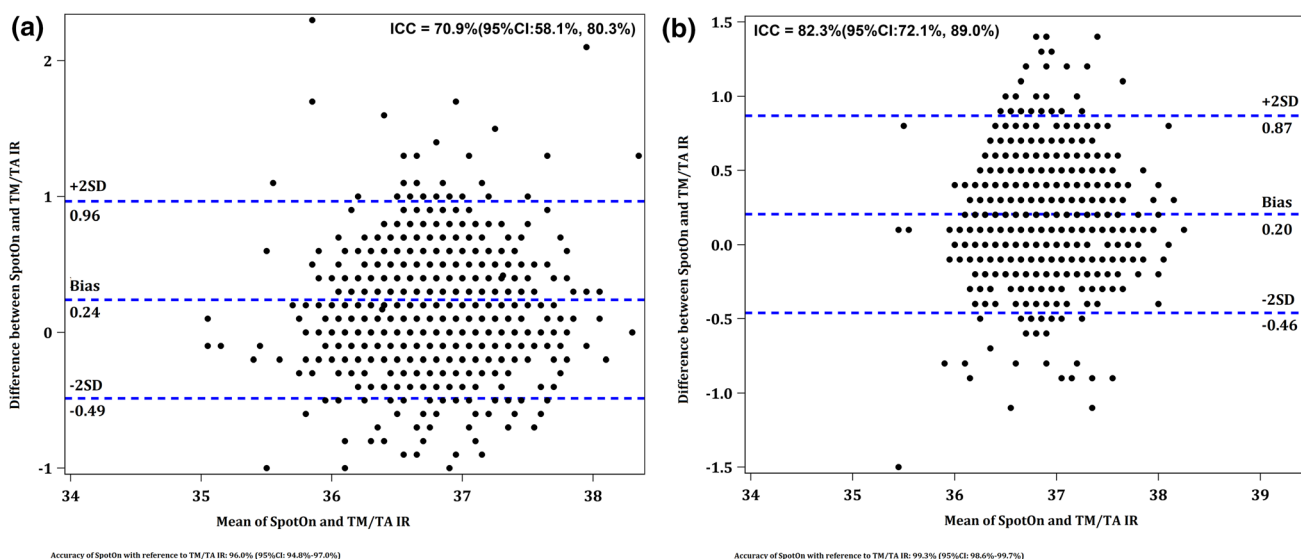 (a)
ICC = 70.9%(95%CI:58.1%, 80.3%)
Difference between SpotOn and TM/TA IR
2
1
0
-1
+2SD
0.96
Bias
0.24
-2SD
-0.49
34 35 36 37 38
Mean of SpotOn and TM/TA IR
Accuracy of SpotOn with reference to TM/TA IR: 96.0% (95%CI: 94.8%-97.0%)
(b)
ICC = 82.3%(95%CI:72.1%, 89.0%)
Difference between SpotOn and TM/TA IR
1.5
1.0
0.5
0.0
-0.5
-1.0
-1.5
+2SD
0.87
Bias
0.20
-2SD
-0.46
34 35 36 37 38 39
Mean of SpotOn and TM/TA IR
Accuracy of SpotOn with reference to TM/TA IR: 99.3% (95%CI: 98.6%-99.7%)